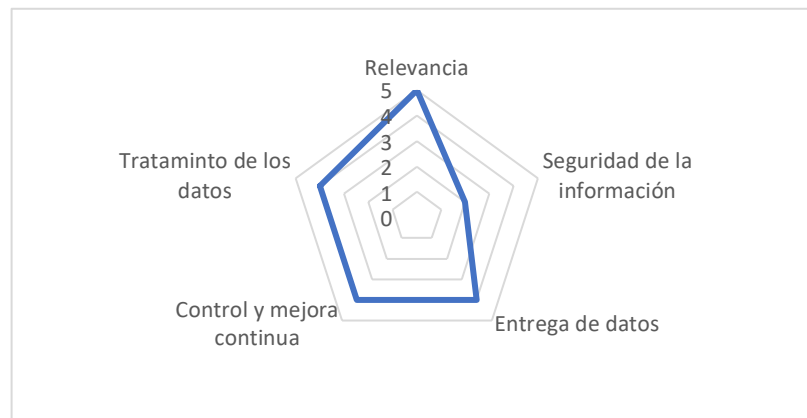 Relevancia
5
4
3
2
1
0
Seguridad de la
información
Entrega de datos
Control y mejora
continua
Trataminto de los
datos